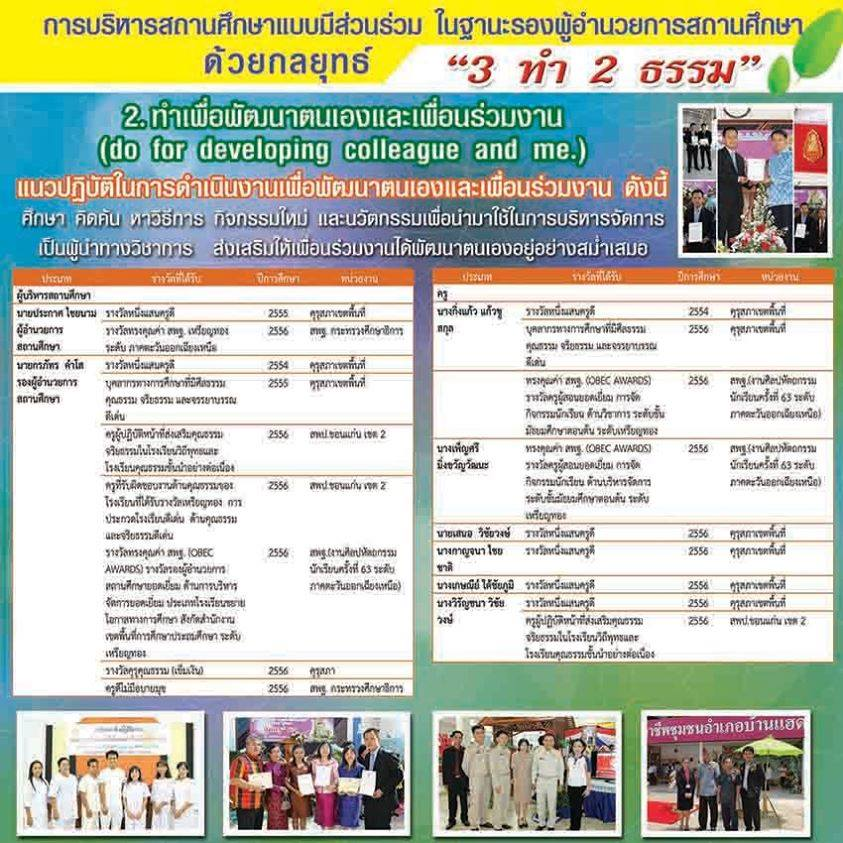 การบริหารสถานศึกษาแบบมีส่วนร่วม ในฐานะรองผู้อำนวยการสถานศึกษา
ด้วยกลยุทธ์ “3 ทำ 2 ธรรม”
2. ทำเพื่อพัฒนาตนเองและเพื่อนร่วมงาน
(do for developing colleague and me.)
แนวปฏิบัติในการดำเนินงานเพื่อพัฒนาตนเองและเพื่อนร่วมงาน ดังนี้
ศึกษา คิดค้น หาวิธีการ กิจกรรมใหม่ และนวัตกรรมเพื่อนำมาใช้ในการบริหารจัดการ
เป็นผู้นำทางวิชาการ ส่งเสริมให้เพื่อนร่วมงานได้พัฒนาตนเองอยู่อย่างสม่ำเสมอ
ประเภท รางวัลที่ได้รับ ปีการศึกษา หน่วยงาน
ผู้บริหารสถานศึกษา
นายประกาศ ไชยนาม รางวัลหนึ่งแสนครูดี 2555 คุรุสภาเขตพื้นที่
ผู้อำนวยการ รางวัลทรงคุณค่า สพฐ. เหรียญทอง 2556 สพฐ. กระทรวงศึกษาธิการ
สถานศึกษา ระดับ ภาคตะวันออกเฉียงเหนือ
นายกรภัทร คำโส รางวัลหนึ่งแสนครูดี 2554 คุรุสภาเขตพื้นที่
รองผู้อำนวยการ บุคลากรทางการศึกษาที่มีศีลธรรม 2555 คุรุสภาเขตพื้นที่
สถานศึกษา คุณธรรม จริยธรรม และจรรยาบรรณ
ดีเด่น
ครูผู้ปฏิบัติหน้าที่ส่งเสริมคุณธรรม 2556 สพป.ขอนแก่น เขต 2
จริยธรรมในโรงเรียนวิถีพุทธและ
โรงเรียนคุณธรรมชั้นนำอย่างต่อเนื่อง
ครูที่รับผิดชอบงานด้านคุณธรรมของ 2556 สพป.ขอนแก่น เขต 2
โรงเรียนที่ได้รับรางวัลเหรียญทอง การ
ประกวดโรงเรียนดีเด่น ด้านคุณธรรม
และจริยธรรมดีเด่น
รางวัลทรงคุณค่า สพฐ. (OBEC 2556 สพฐ.(งานศิลปหัตถกรรม
AWARDS) รางวัลรองผู้อำนวยการ นักเรียนครั้งที่ 63 ระดับ
สถานศึกษายอดเยี่ยม ด้านการบริหาร ภาคตะวันออกเฉียงเหนือ)
จัดการยอดเยี่ยม ประเภทโรงเรียนขยาย
โอกาสทางการศึกษา สังกัดสำนักงาน
เขตพื้นที่การศึกษาประถมศึกษา ระดับ
เหรียญทอง
รางวัลคุรุคุณธรรม (เข็มเงิน) 2556 คุรุสภา
ครูดีไม่มีอบายมุข 2556 สพฐ. กระทรวงศึกษาธิการ
ประเภท รางวัลที่ได้รับ ปีการศึกษา หน่วยงาน
ครู
นางกิ่งแก้ว แก้วชู รางวัลหนึ่งแสนครูดี 2554 คุรุสภาเขตพื้นที่
สกุล บุคลากรทางการศึกษาที่มีศีลธรรม 2556 คุรุสภาเขตพื้นที่
คุณธรรม จริยธรรม และจรรยาบรรณ
ดีเด่น
ทรงคุณค่า สพฐ. (OBEC AWARDS) 2556 สพฐ.(งานศิลปหัตถกรรม
รางวัลครูผู้สอนยอดเยี่ยม การจัด นักเรียนครั้งที่ 63 ระดับ
กิจกรรมนักเรียน ด้านวิชาการ ระดับชั้น ภาคตะวันออกเฉียงเหนือ)
มัธยมศึกษาตอนต้น ระดับเหรียญทอง
นางเพ็ญศรี ทรงคุณค่า สพฐ. (OBEC AWARDS) 2556 สพฐ.(งานศิลปหัตถกรรม
มิ่งขวัญวัฒนะ รางวัลครูผู้สอนยอดเยี่ยม การจัด นักเรียนครั้งที่ 63 ระดับ
กิจกรรมนักเรียน ด้านบริหารจัดการ ภาคตะวันออกเฉียงเหนือ)
ระดับชั้นมัธยมศึกษาตอนต้น ระดับ
เหรียญทอง
นายเสนอ วิชัยวงษ์ รางวัลหนึ่งแสนครูดี 2556 คุรุสภาเขตพื้นที่
นางกาญจนา ไชย รางวัลหนึ่งแสนครูดี 2556 คุรุสภาเขตพื้นที่
ชาติ
นางเกษณีย์ ใต้ชัยภูมิ รางวัลหนึ่งแสนครูดี 2556 คุรุสภาเขตพื้นที่
นางวิรัญชนา วิชัย รางวัลหนึ่งแสนครูดี 2556 คุรุสภาเขตพื้นที่
วงษ์ ครูผู้ปฏิบัติหน้าที่ส่งเสริมคุณธรรม 2556 สพป.ขอนแก่น เขต 2
จริยธรรมในโรงเรียนวิถีพุทธและ
โรงเรียนคุณธรรมชั้นนำอย่างต่อเนื่อง
าชีพชุมชนอำเภอบ้านแฮด